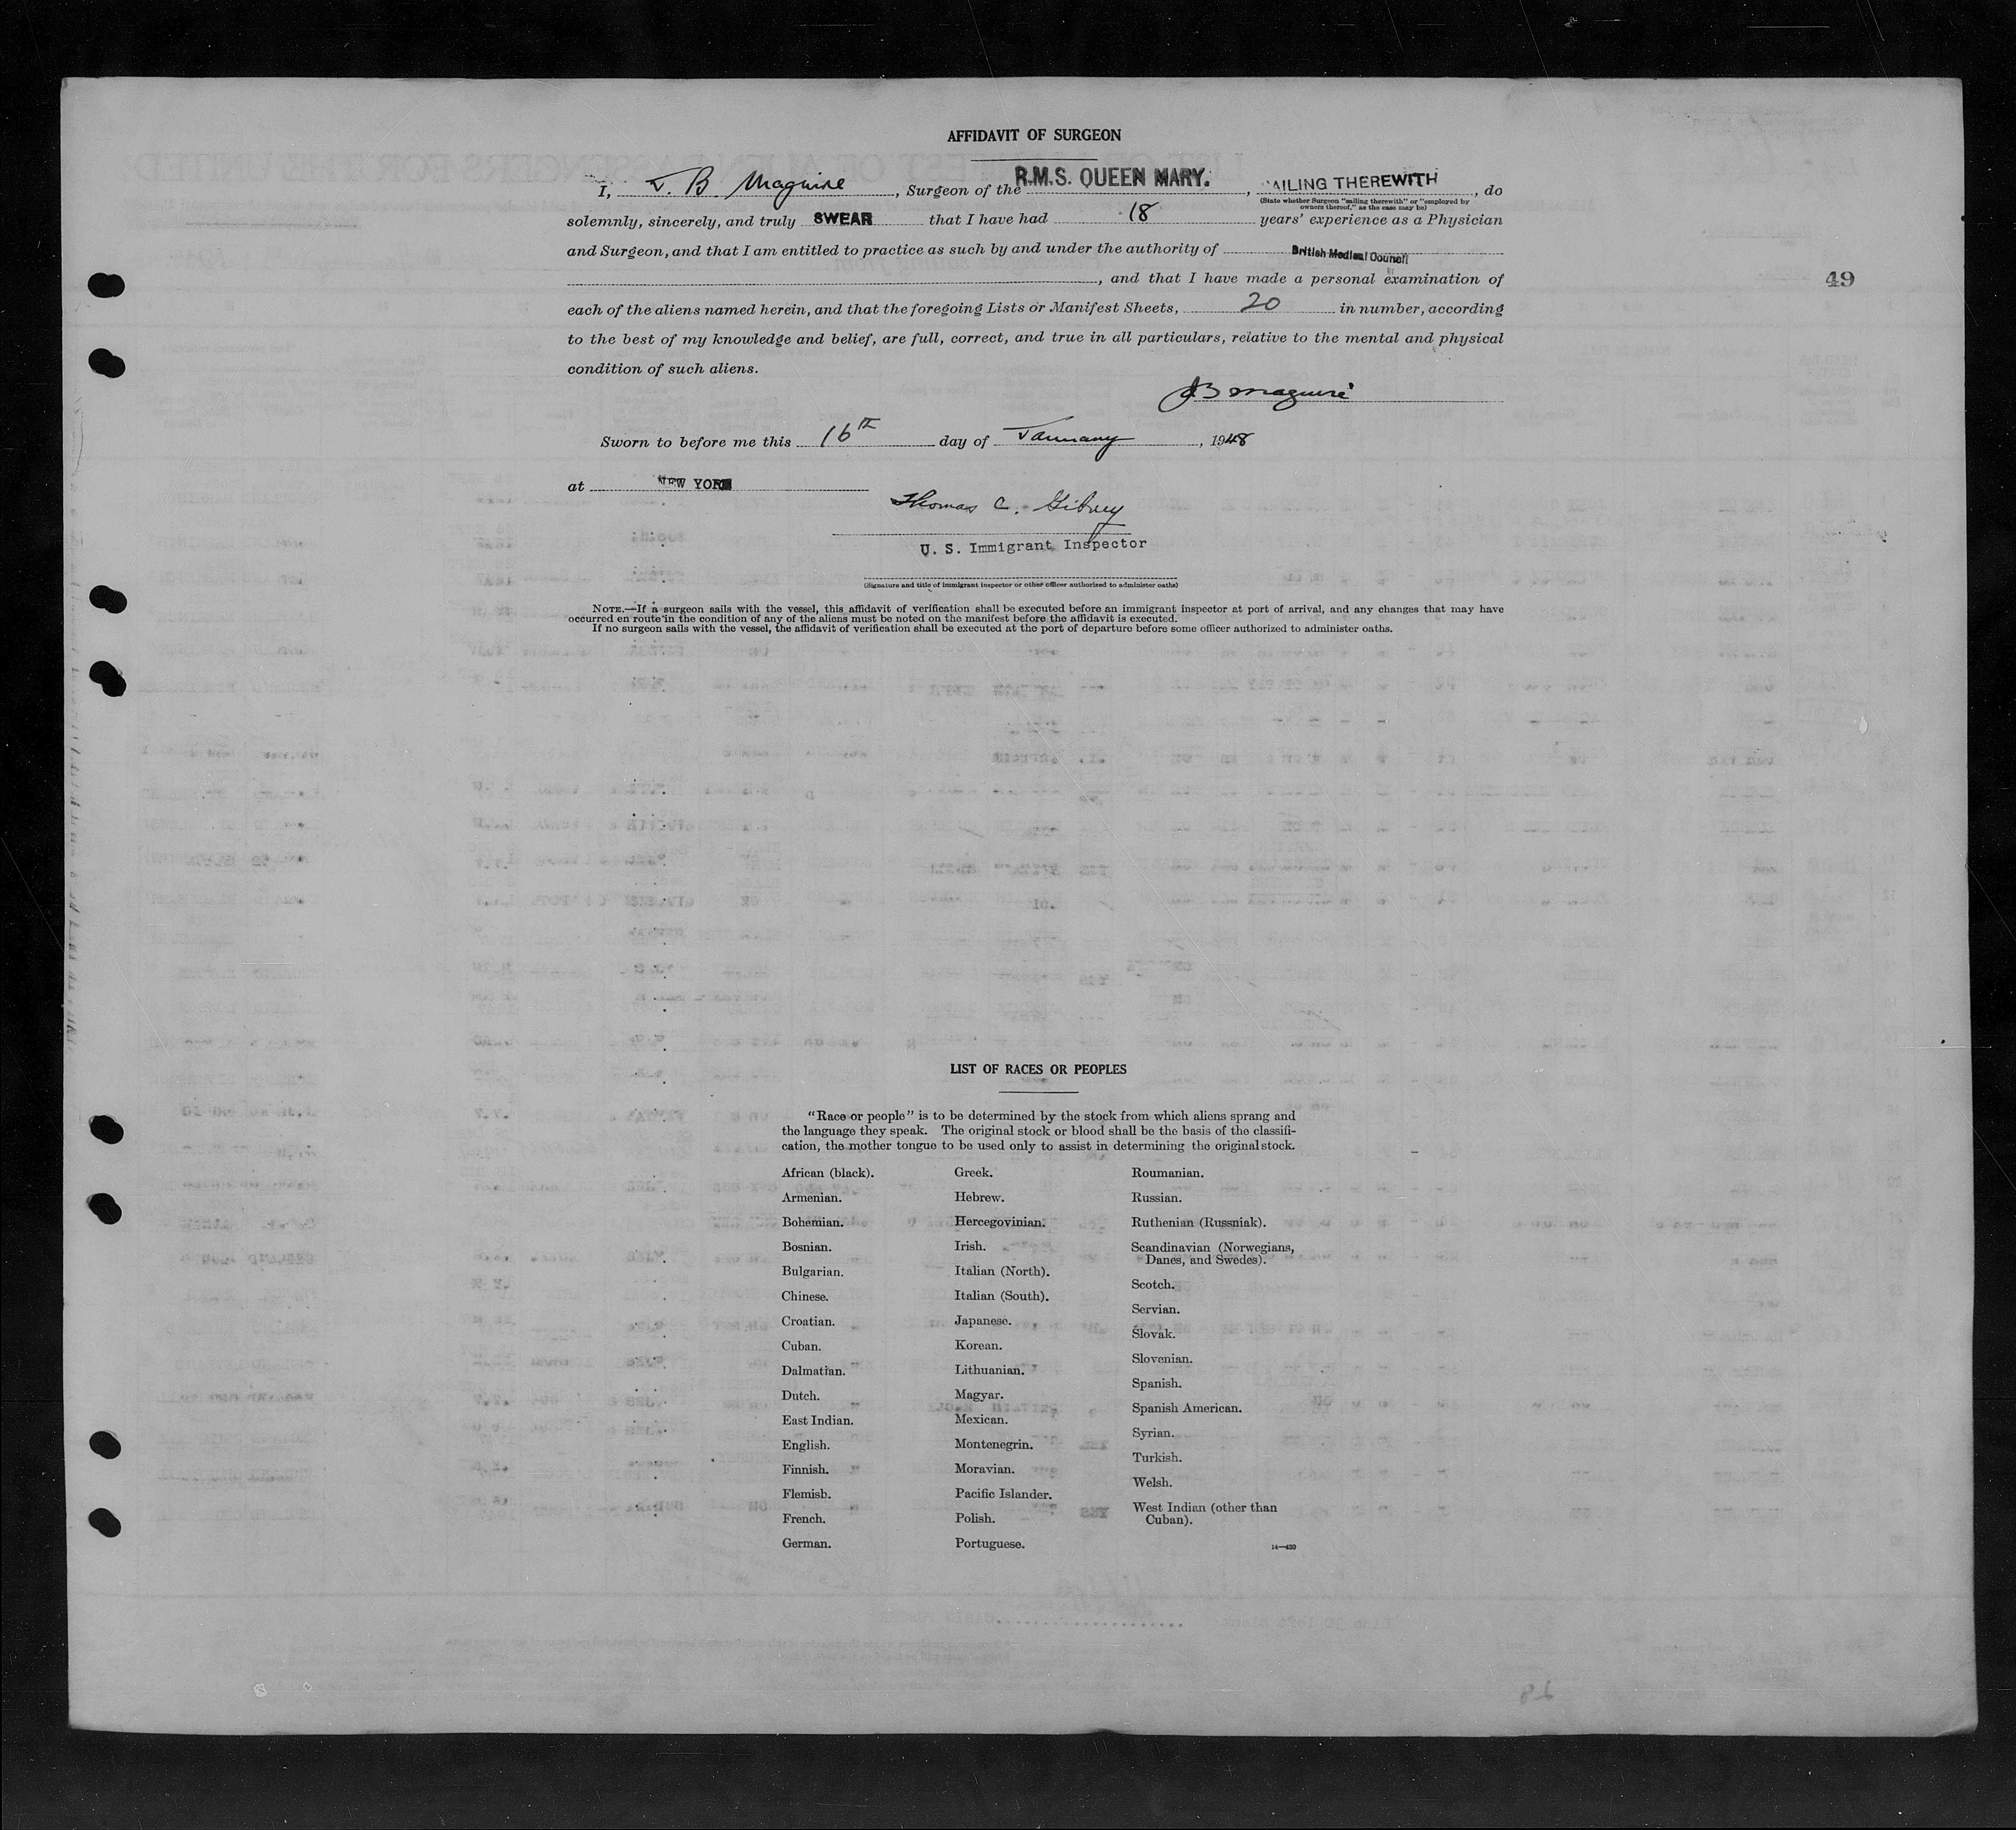 AFFIDAVIT OF SURGEON
I, J. B Maguire, Surgeon of the R.M.S. QUEEN MARY., AILING THEREWITH, do
(State whether Surgeon "sailing therewith" or "employed by
owners thereof," as the case may be)
solemnly, sincerely, and truly SWEAR that I have had 18 years' experience as a Physician
and Surgeon, and that I am entitled to practice as such by and under the authority of British Medical Council
49
, and that I have made a personal examination of
each of the aliens named herein, and that the foregoing Lists or Manifest Sheets, 20 in number, according
to the best of my knowledge and belief, are full, correct, and true in all particulars, relative to the mental and physical
condition of such aliens.
JB Maguire
Sworn to before me this 16th day of January, 1948
at NEW YORK
Thomas C. Gibney
U. S. Immigrant Inspector
(Signature and title of immigrant inspector or other officer authorized to administer oaths)
NOTE.—If a surgeon sails with the vessel, this affidavit of verification shall be executed before an immigrant inspector at port of arrival, and any changes that may have
occurred en route in the condition of any of the aliens must be noted on the manifest before the affidavit is executed.
If no surgeon sails with the vessel, the affidavit of verification shall be executed at the port of departure before some officer authorized to administer oaths.
LIST OF RACES OR PEOPLES
"Race or people" is to be determined by the stock from which aliens sprang and
the language they speak. The original stock or blood shall be the basis of the classifi-
cation, the mother tongue to be used only to assist in determining the original stock.
African (black).
Armenian.
Bohemian.
Bosnian.
Bulgarian.
Chinese.
Croatian.
Cuban.
Dalmatian.
Dutch.
East Indian.
English.
Finnish.
Flemish.
French.
German.
Greek.
Hebrew.
Hercegovinian.
Irish.
Italian (North).
Italian (South).
Japanese.
Korean.
Lithuanian.
Magyar.
Mexican.
Montenegrin.
Moravian.
Pacific Islander.
Polish.
Portuguese.
Roumanian.
Russian.
Ruthenian (Russniak).
Scandinavian (Norwegians,
Danes, and Swedes).
Scotch.
Servian.
Slovak.
Slovenian.
Spanish.
Spanish American.
Syrian.
Turkish.
Welsh.
West Indian (other than
Cuban).
14—430